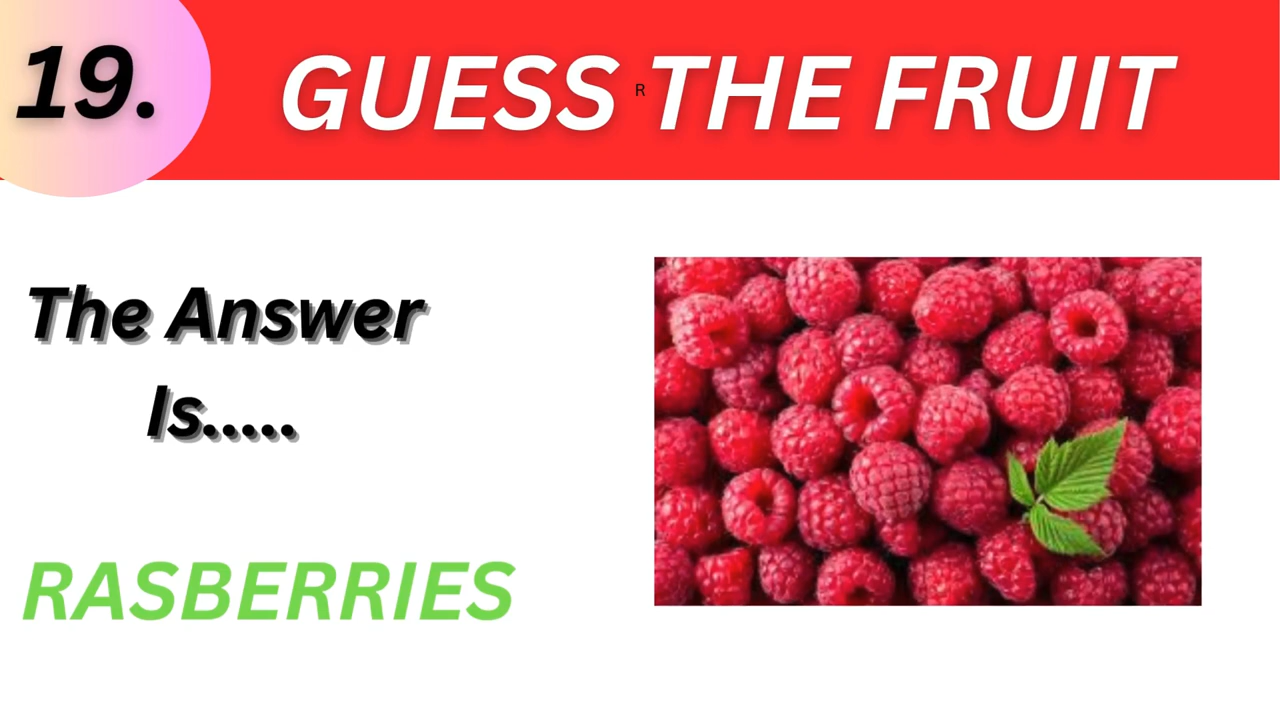 19.
GUESS R THE FRUIT
The Answer
Is.....
RASBERRIES